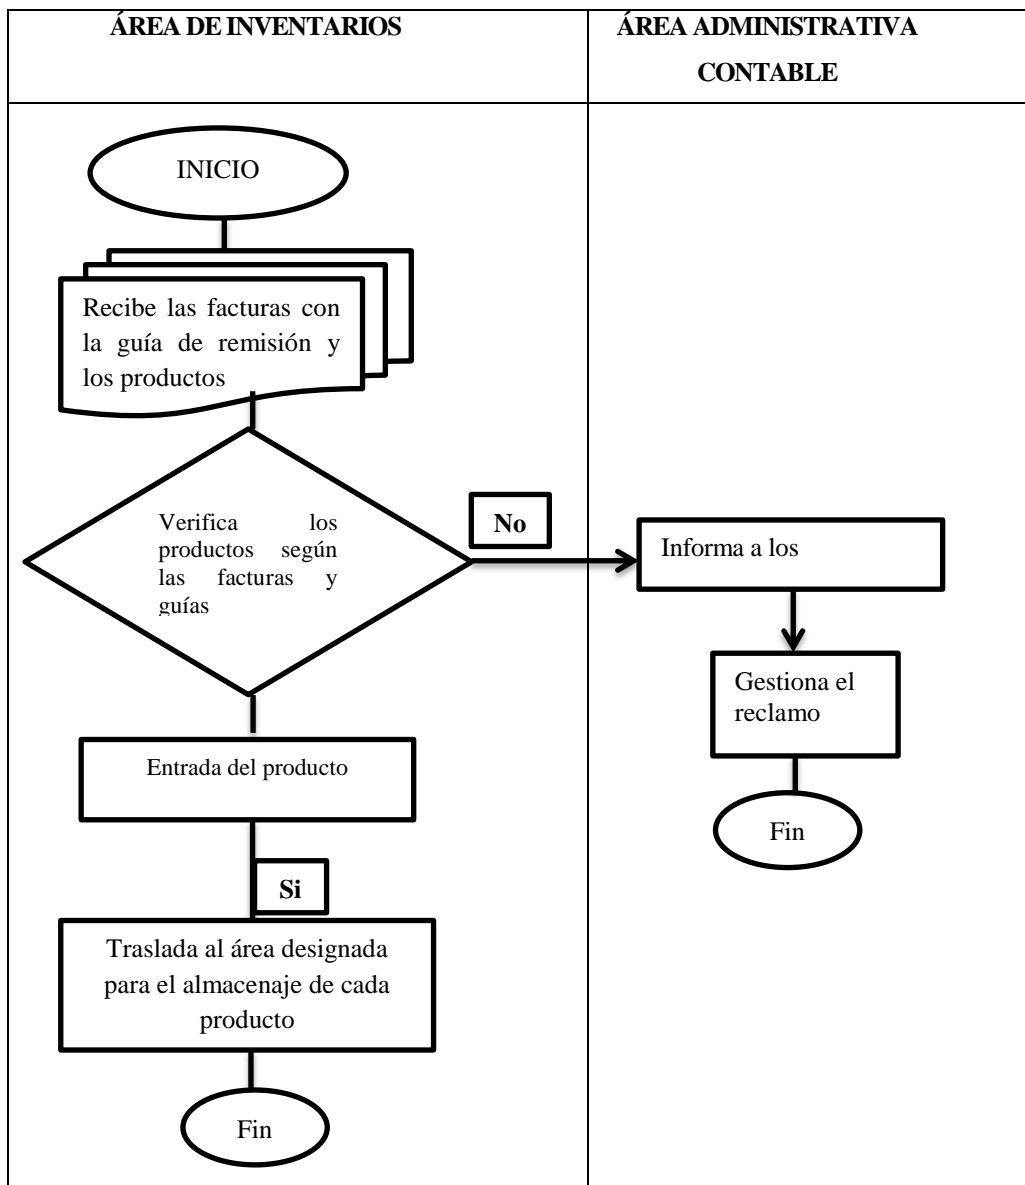 ÁREA DE INVENTARIOS
ÁREA ADMINISTRATIVA
CONTABLE
INICIO
Recibe las facturas con
la guía de remisión y
los productos
Verifica los
productos según
las facturas y
guías
No
Informa a los
Gestiona el
reclamo
Fin
Entrada del producto
Si
Traslada al área designada
para el almacenaje de cada
producto
Fin